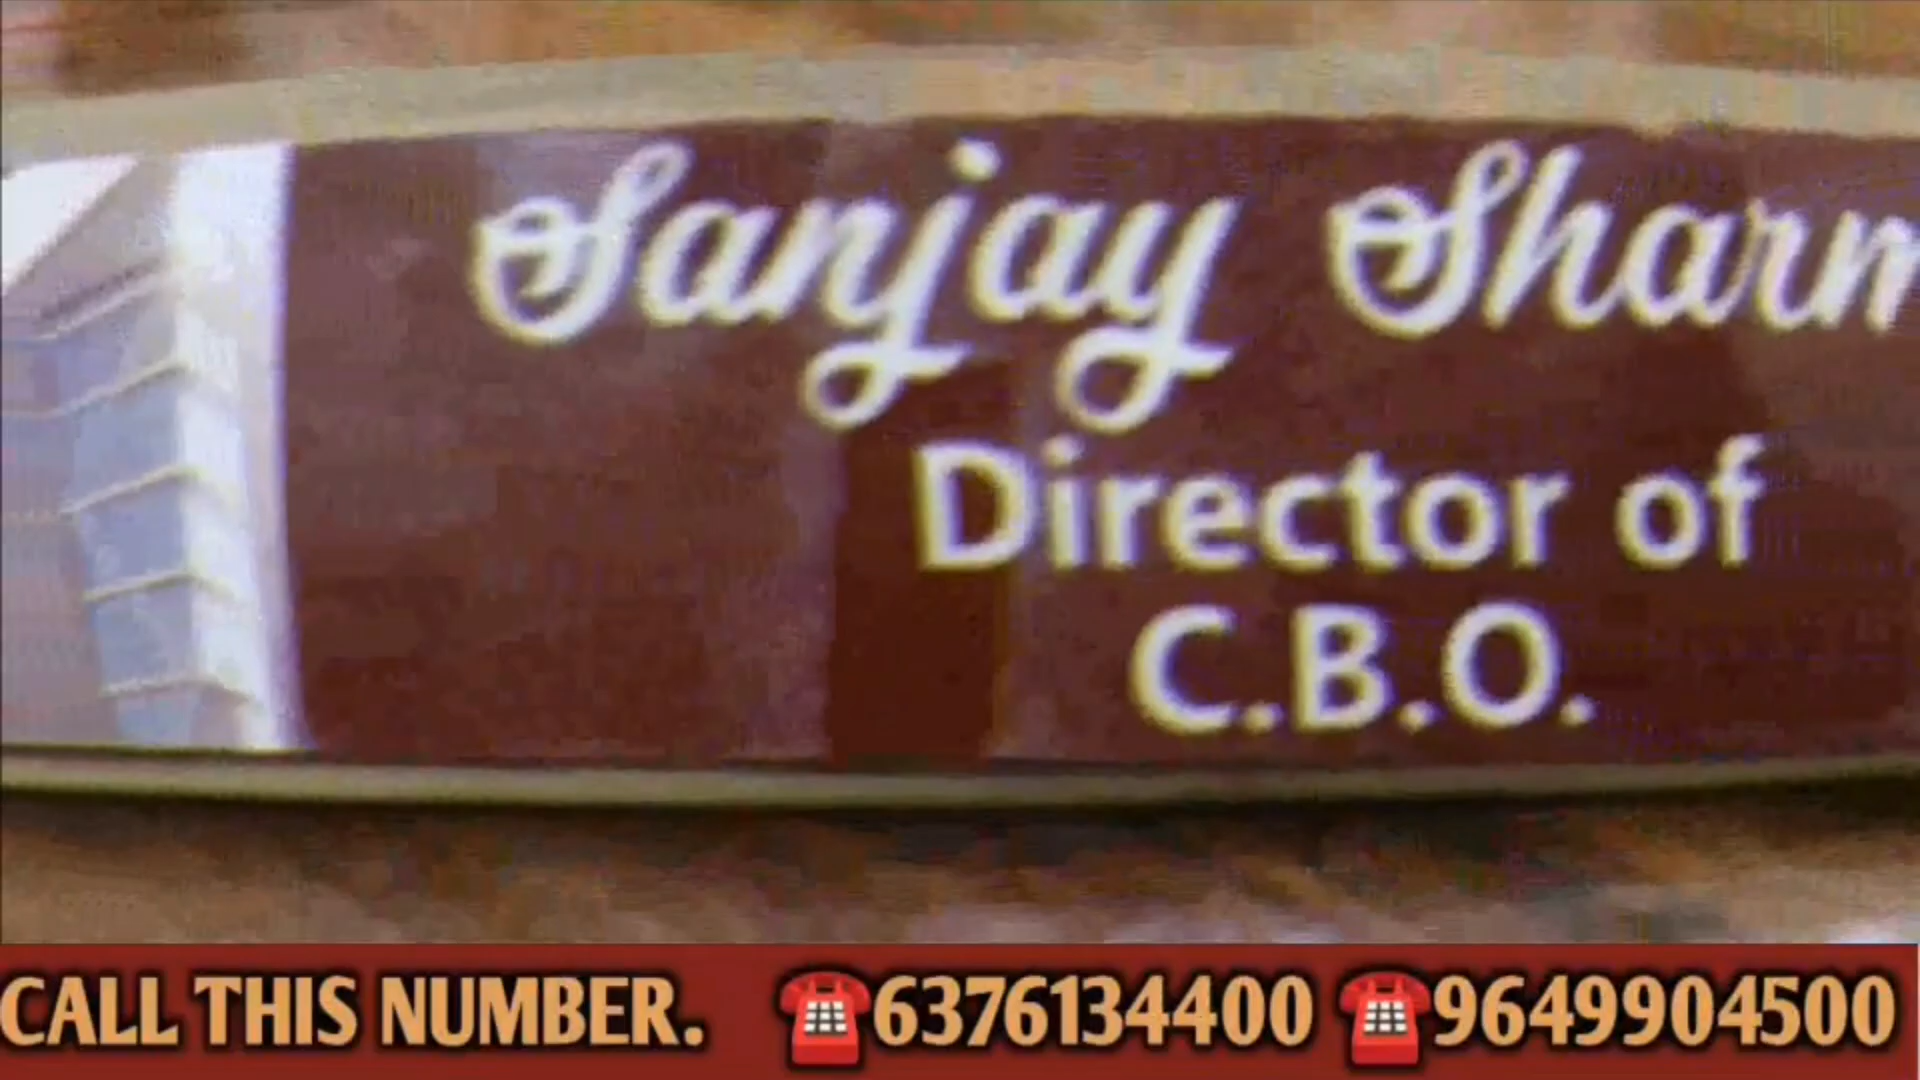 Sanjay Sharm
Director of
C.B.O.
CALL THIS NUMBER. ☎6376134400 ☎9649904500